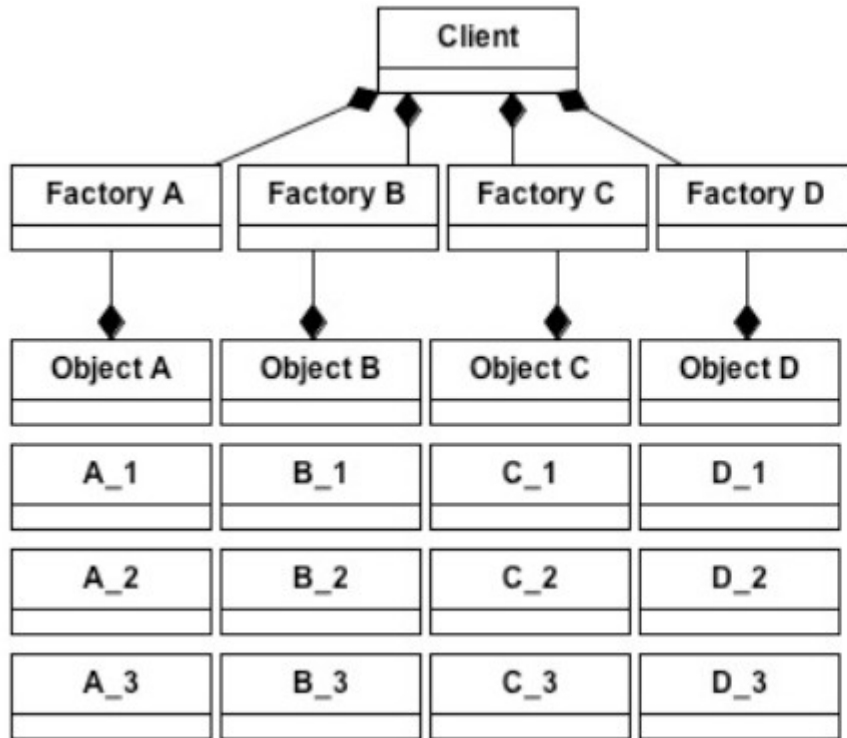 Client
Factory A Factory B Factory C Factory D
Object A Object B Object C Object D
A_1 B_1 C_1 D_1
A_2 B_2 C_2 D_2
A_3 B_3 C_3 D_3